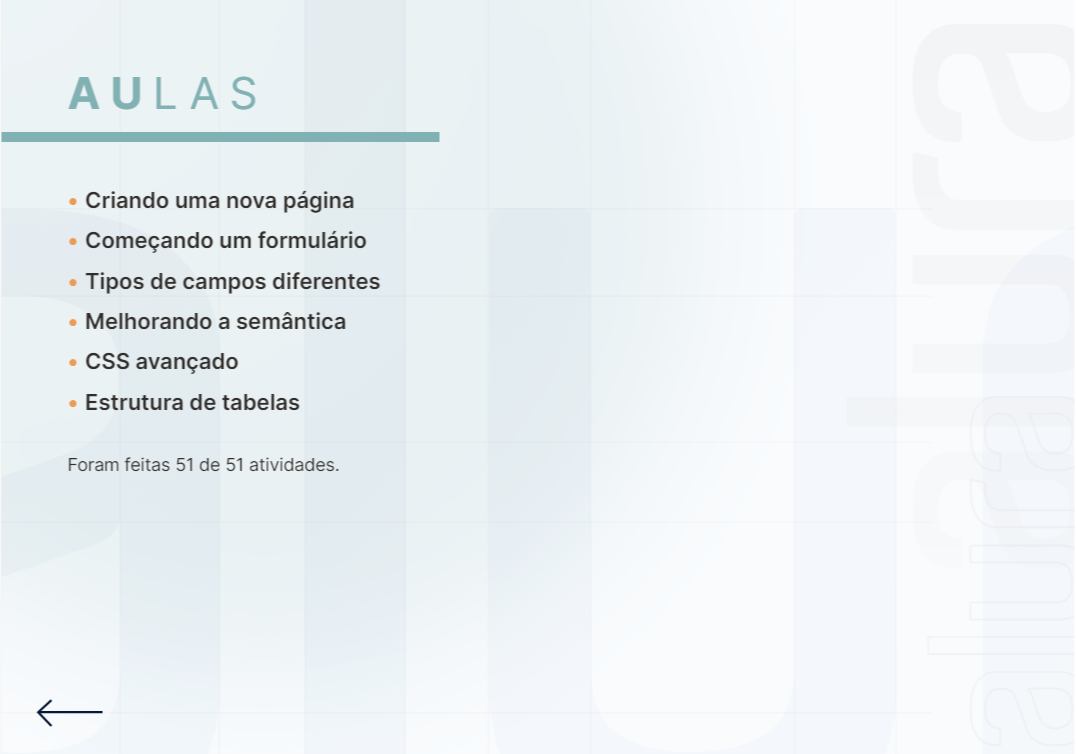 AULAS
• Criando uma nova página
• Começando um formulário
• Tipos de campos diferentes
• Melhorando a semântica
• CSS avançado
• Estrutura de tabelas
Foram feitas 51 de 51 atividades.
alura
alura